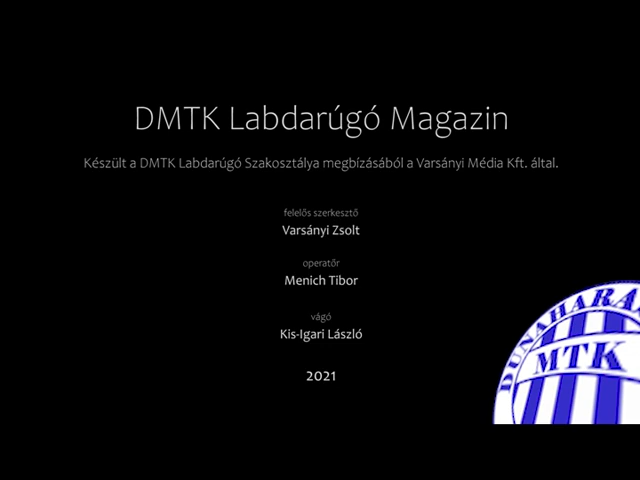 DMTK Labdarúgó Magazin
Készült a DMTK Labdarúgó Szakosztálya megbízásából a Varsányi Média Kft. által.
felelős szerkesztő
Varsányi Zsolt
operatőr
Menich Tibor
vágó
Kis-Igari László
2021
DUNAHARA
MTK